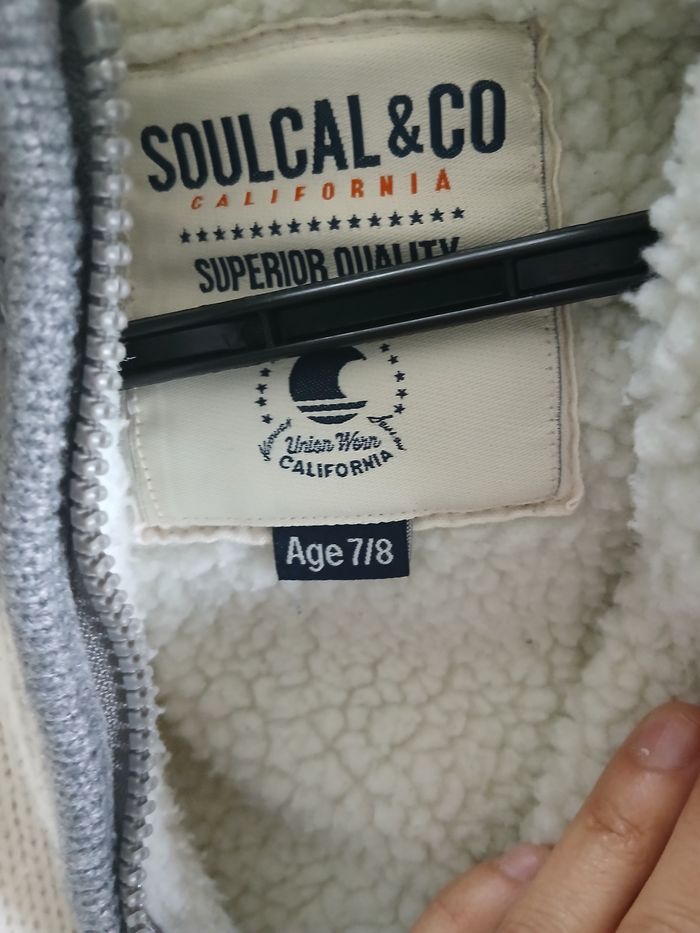 SOULCAL&CO
CALIFORNIA
SUPERIOR QUALITY
Union Worn
CALIFORNIA
Age 7/8